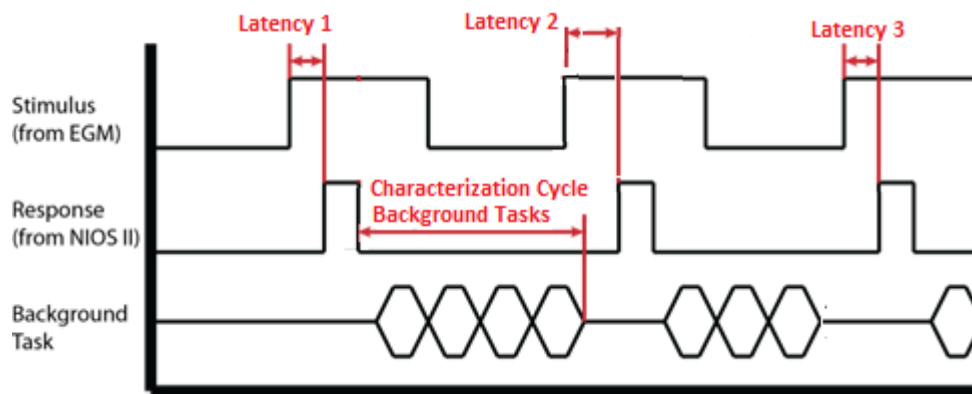 Latency 1
Latency 2
Latency 3
Stimulus
(from EGM)
Characterization Cycle
Background Tasks
Response
(from NIOS II)
Background
Task